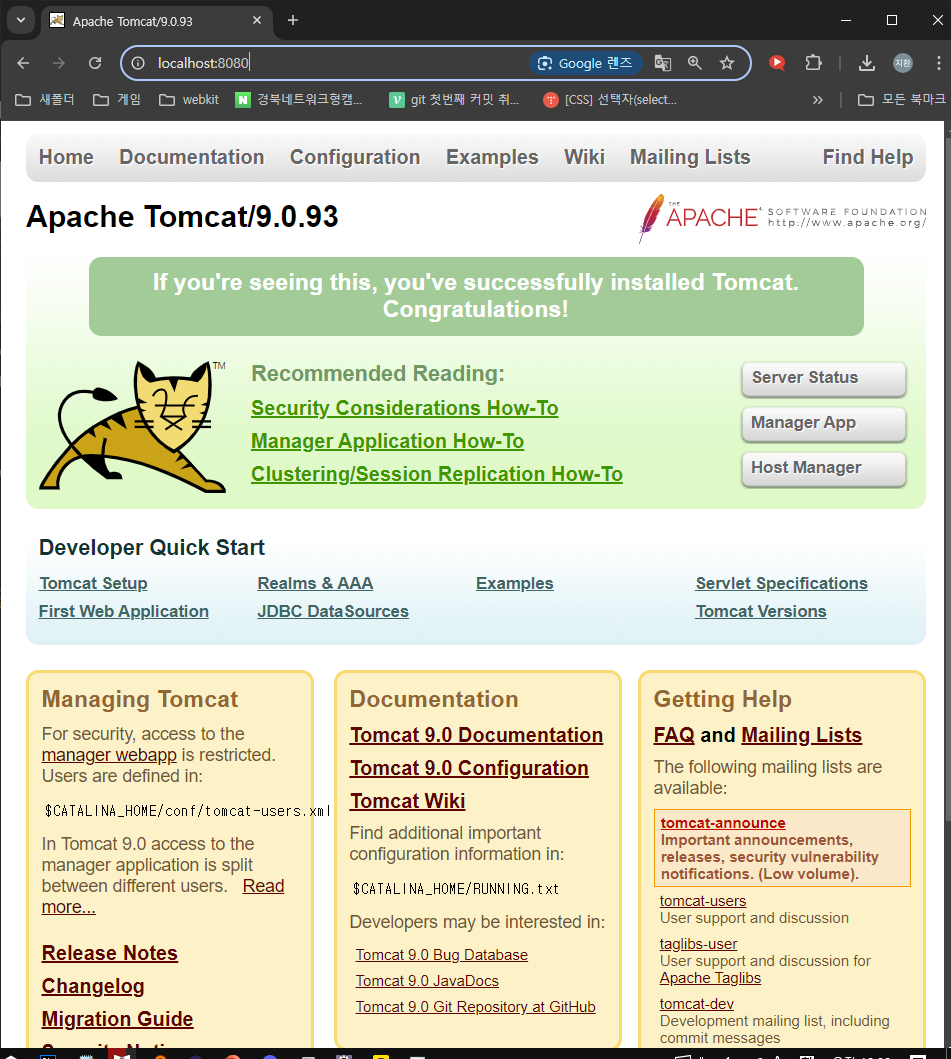 Apache Tomcat/9.0.93
localhost:8080
Google 렌즈
지환
새폴더
게임
webkit
N 경북네트워크형캠...
V git 첫번째 커밋 취...
T [CSS] 선택자(select...
모든 북마크
Home Documentation Configuration Examples Wiki Mailing Lists Find Help
Apache Tomcat/9.0.93
THE APACHE SOFTWARE FOUNDATION
http://www.apache.org/
If you're seeing this, you've successfully installed Tomcat.
Congratulations!
TM
Recommended Reading:
Security Considerations How-To
Manager Application How-To
Clustering/Session Replication How-To
Server Status
Manager App
Host Manager
Developer Quick Start
Tomcat Setup
First Web Application
Realms & AAA
JDBC DataSources
Examples
Servlet Specifications
Tomcat Versions
Managing Tomcat
For security, access to the
manager webapp is restricted.
Users are defined in:
$CATALINA_HOME/conf/tomcat-users.xml
In Tomcat 9.0 access to the
manager application is split
between different users. Read
more...
Release Notes
Changelog
Migration Guide
Documentation
Tomcat 9.0 Documentation
Tomcat 9.0 Configuration
Tomcat Wiki
Find additional important
configuration information in:
$CATALINA_HOME/RUNNING.txt
Developers may be interested in:
Tomcat 9.0 Bug Database
Tomcat 9.0 JavaDocs
Tomcat 9.0 Git Repository at GitHub
Getting Help
FAQ and Mailing Lists
The following mailing lists are
available:
tomcat-announce
Important announcements,
releases, security vulnerability
notifications. (Low volume).
tomcat-users
User support and discussion
taglibs-user
User support and discussion for
Apache Taglibs
tomcat-dev
Development mailing list, including
commit messages